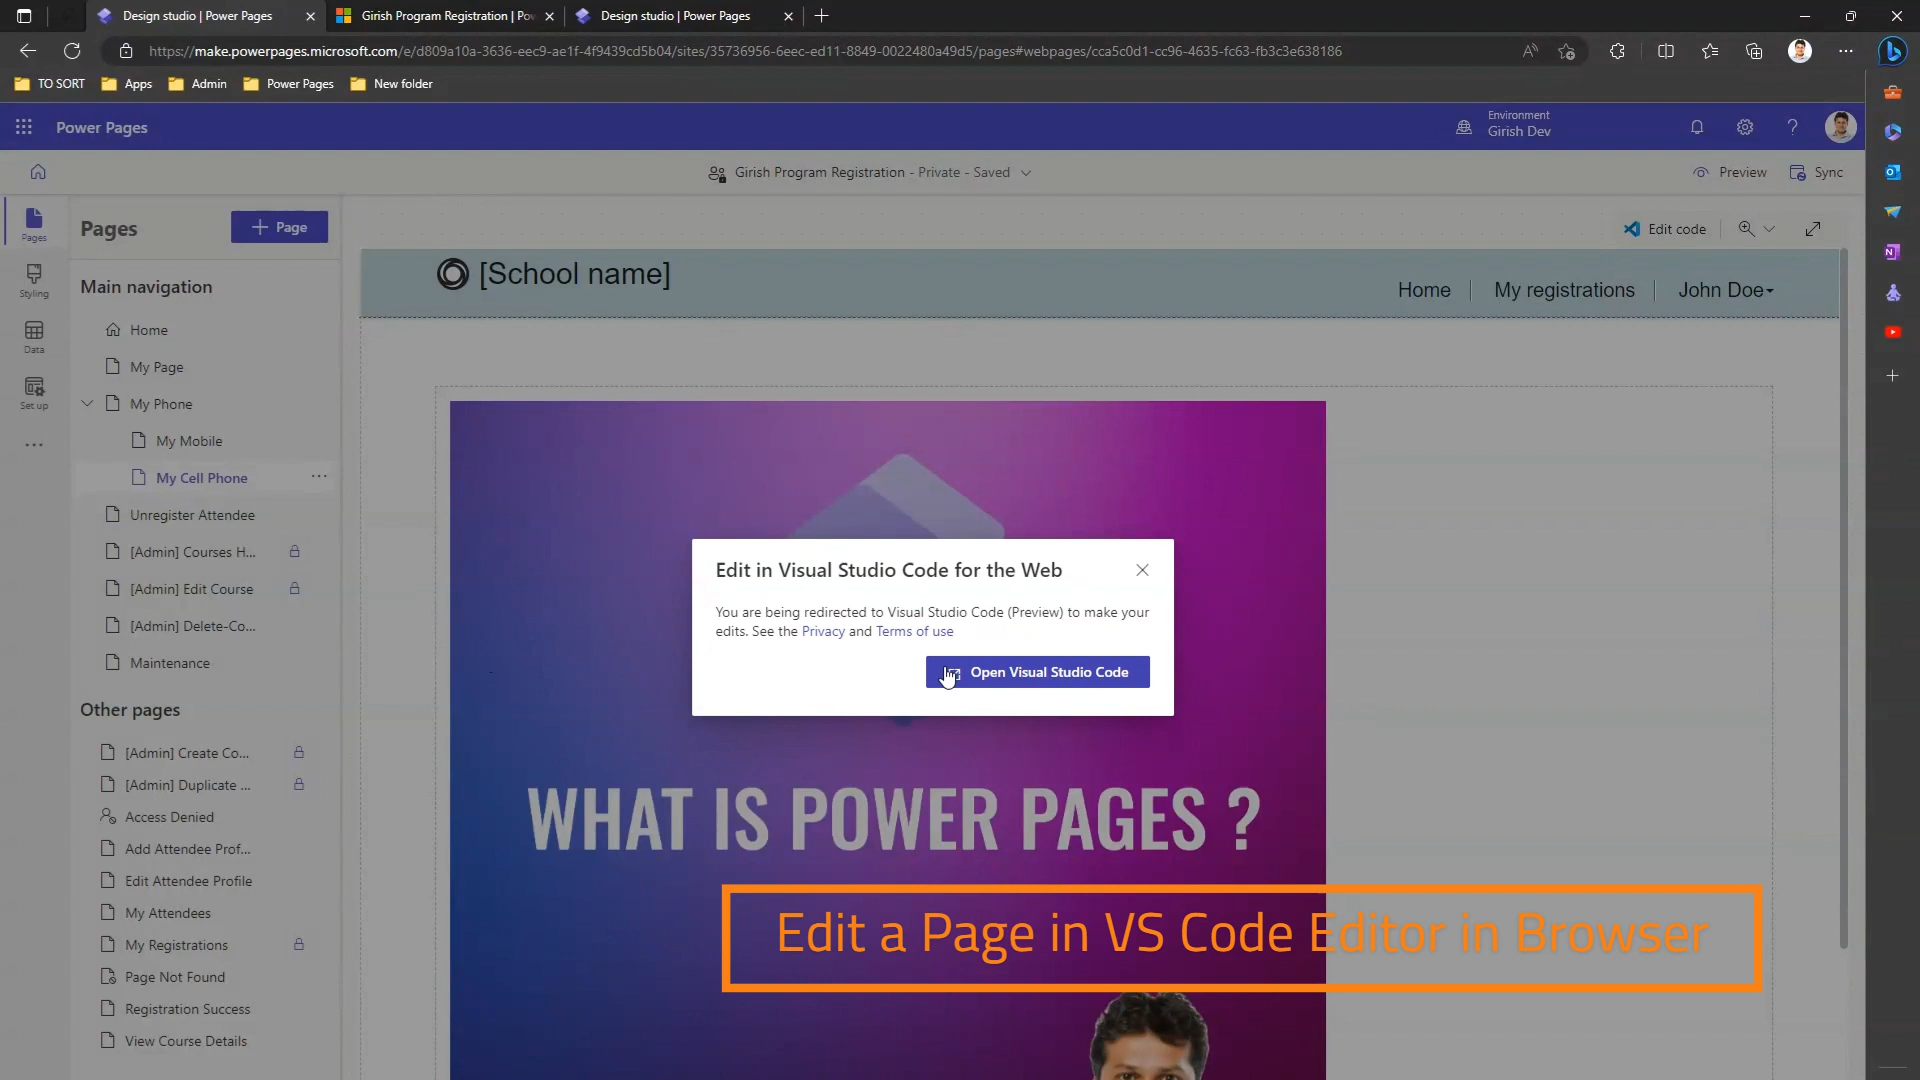 Design studio | Power Pages
Girish Program Registration | Pow
Design studio | Power Pages
https://make.powerpages.microsoft.com/e/d809a10a-3636-eec9-ae1f-4f9439cd5b04/sites/35736956-6eec-ed11-8849-0022480a49d5/pages#webpages/cca5c0d1-cc96-4635-fc63-fb3c3e638186
TO SORT
Apps
Admin
Power Pages
New folder
Power Pages
Environment
Girish Dev
Girish Program Registration - Private - Saved
Preview
Sync
Pages
Styling
Data
Set up
Pages
+ Page
Main navigation
Home
My Page
My Phone
My Mobile
My Cell Phone
Unregister Attendee
[Admin] Courses H...
[Admin] Edit Course
[Admin] Delete-Co...
Maintenance
Other pages
[Admin] Create Co...
[Admin] Duplicate ...
Access Denied
Add Attendee Prof...
Edit Attendee Profile
My Attendees
My Registrations
Page Not Found
Registration Success
View Course Details
Edit code
[School name]
Home
My registrations
John Doe
Edit in Visual Studio Code for the Web
You are being redirected to Visual Studio Code (Preview) to make your
edits. See the Privacy and Terms of use
Open Visual Studio Code
WHAT IS POWER PAGES ?
Edit a Page in VS Code Editor in Browser